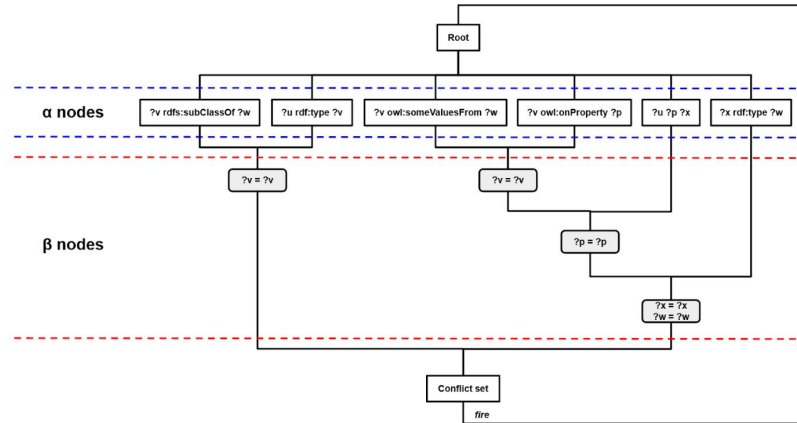 Root
α nodes
?v rdfs:subClassOf ?w
?u rdf:type ?v
?v owl:someValuesFrom ?w
?v owl:onProperty ?p
?u ?p ?x
?x rdf:type ?w
?v = ?v
?v = ?v
β nodes
?p = ?p
?x = ?x
?w = ?w
Conflict set
fire